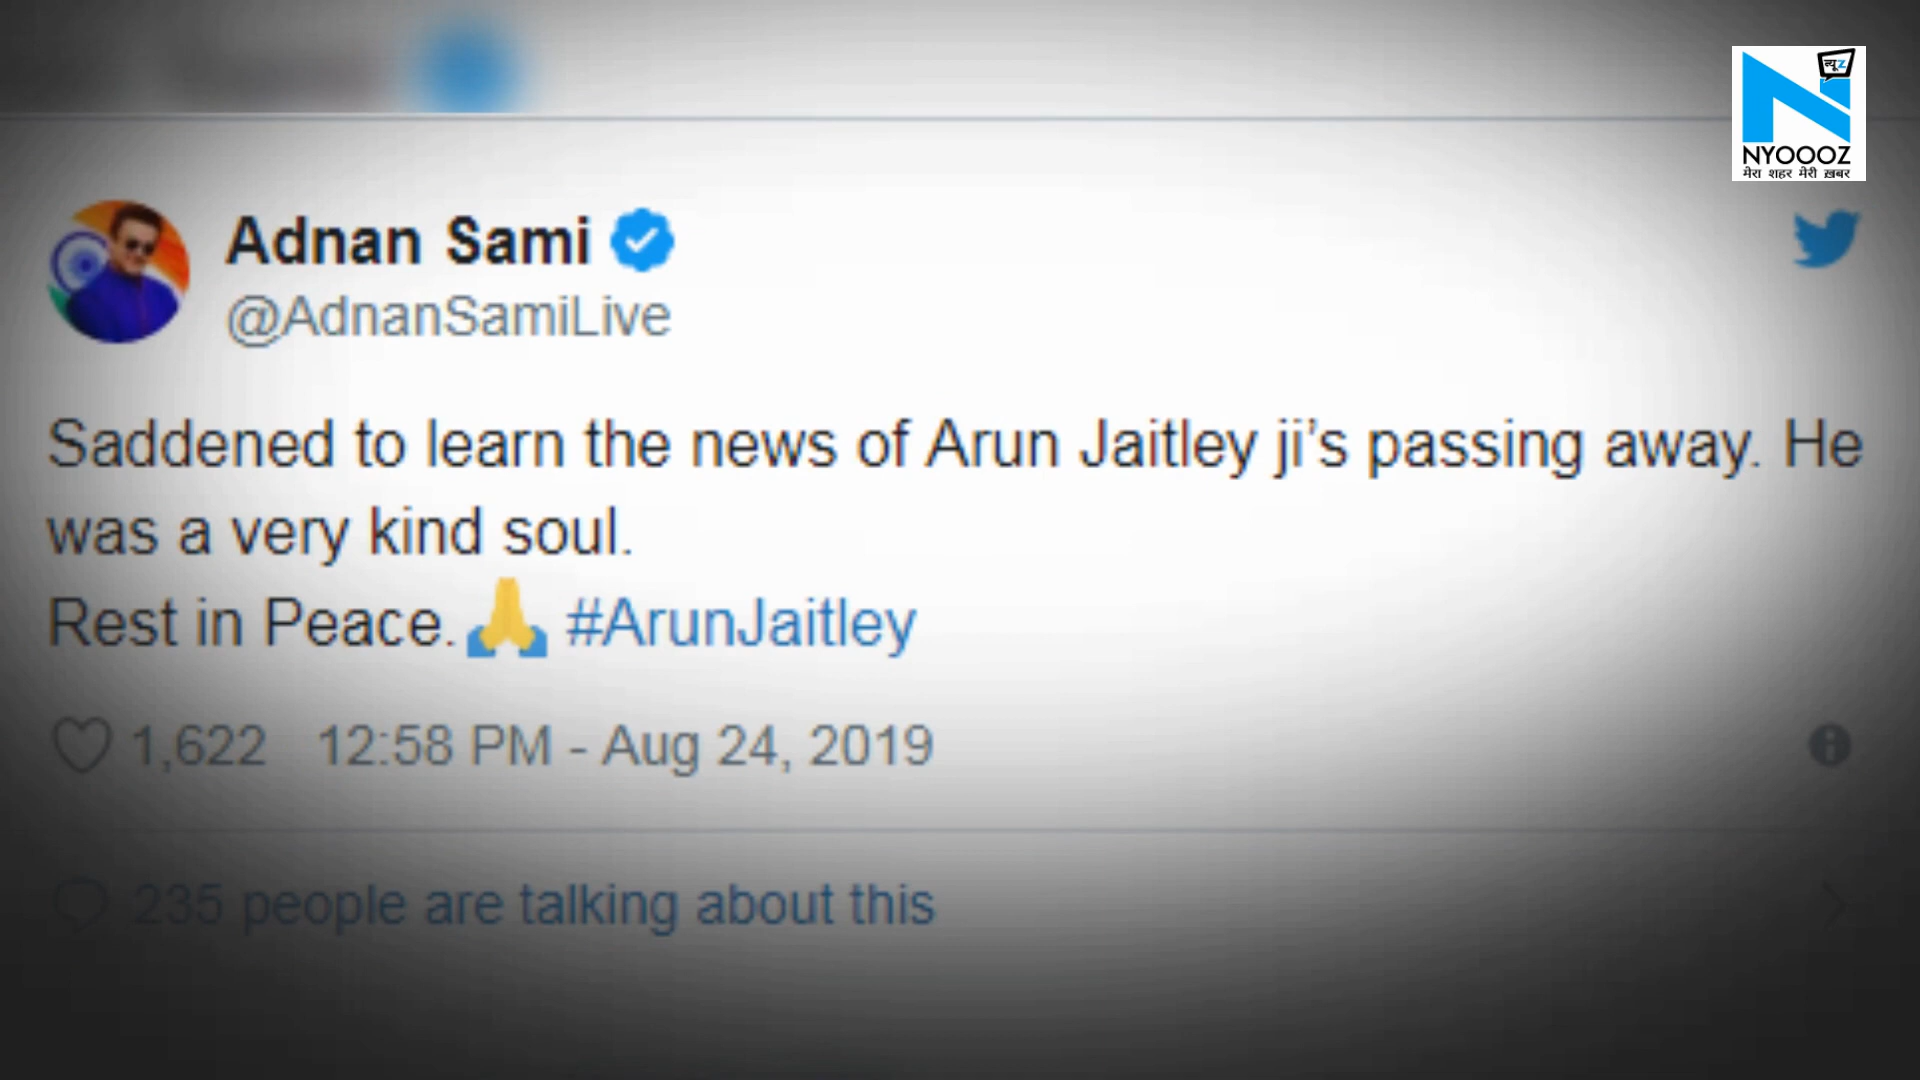 न्यूz
NYOOOZ
मेरा शहर मेरी ख़बर
Adnan Sami
@AdnanSamiLive
Saddened to learn the news of Arun Jaitley ji's passing away. He
was a very kind soul.
Rest in Peace.🙏 #ArunJaitley
1,622 12:58 PM - Aug 24, 2019
235 people are talking about this